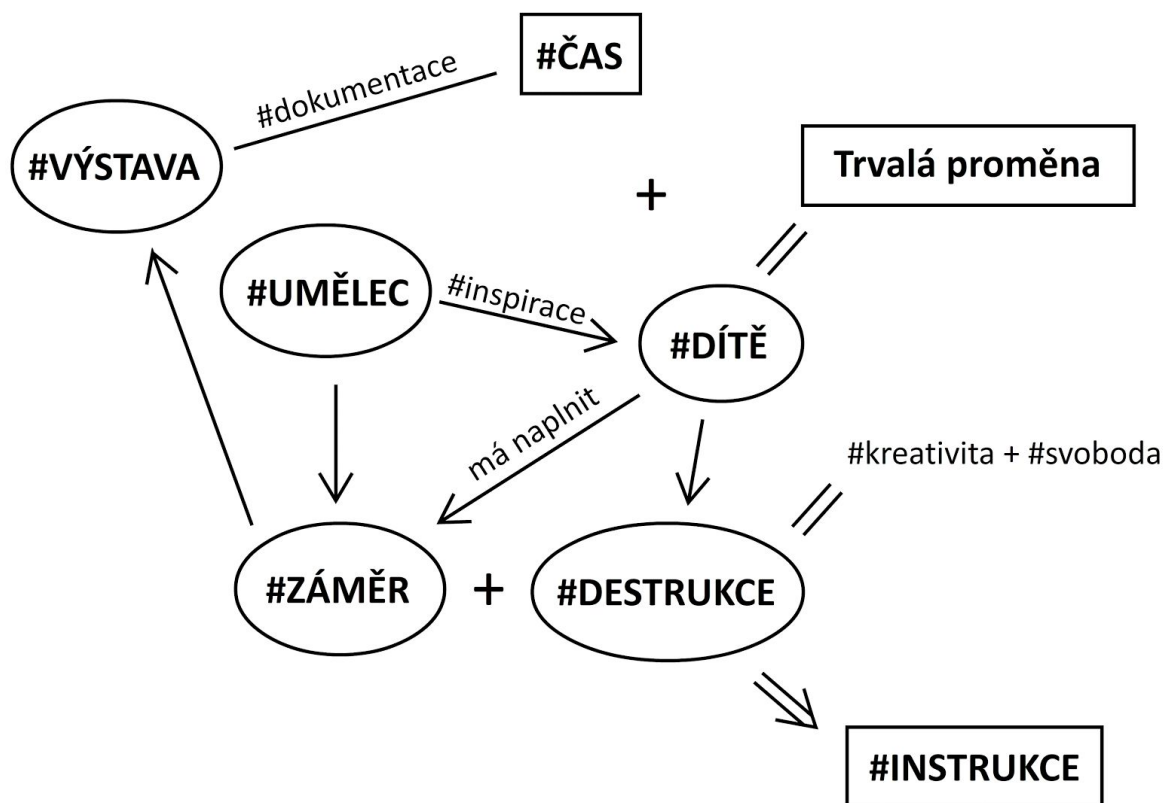 #ČAS
#dokumentace
#VÝSTAVA
Trvalá proměna
+
#UMĚLEC
#inspirace
#DÍTĚ
má naplnit
#kreativita + #svoboda
#ZÁMĚR
+
#DESTRUKCE
#INSTRUKCE